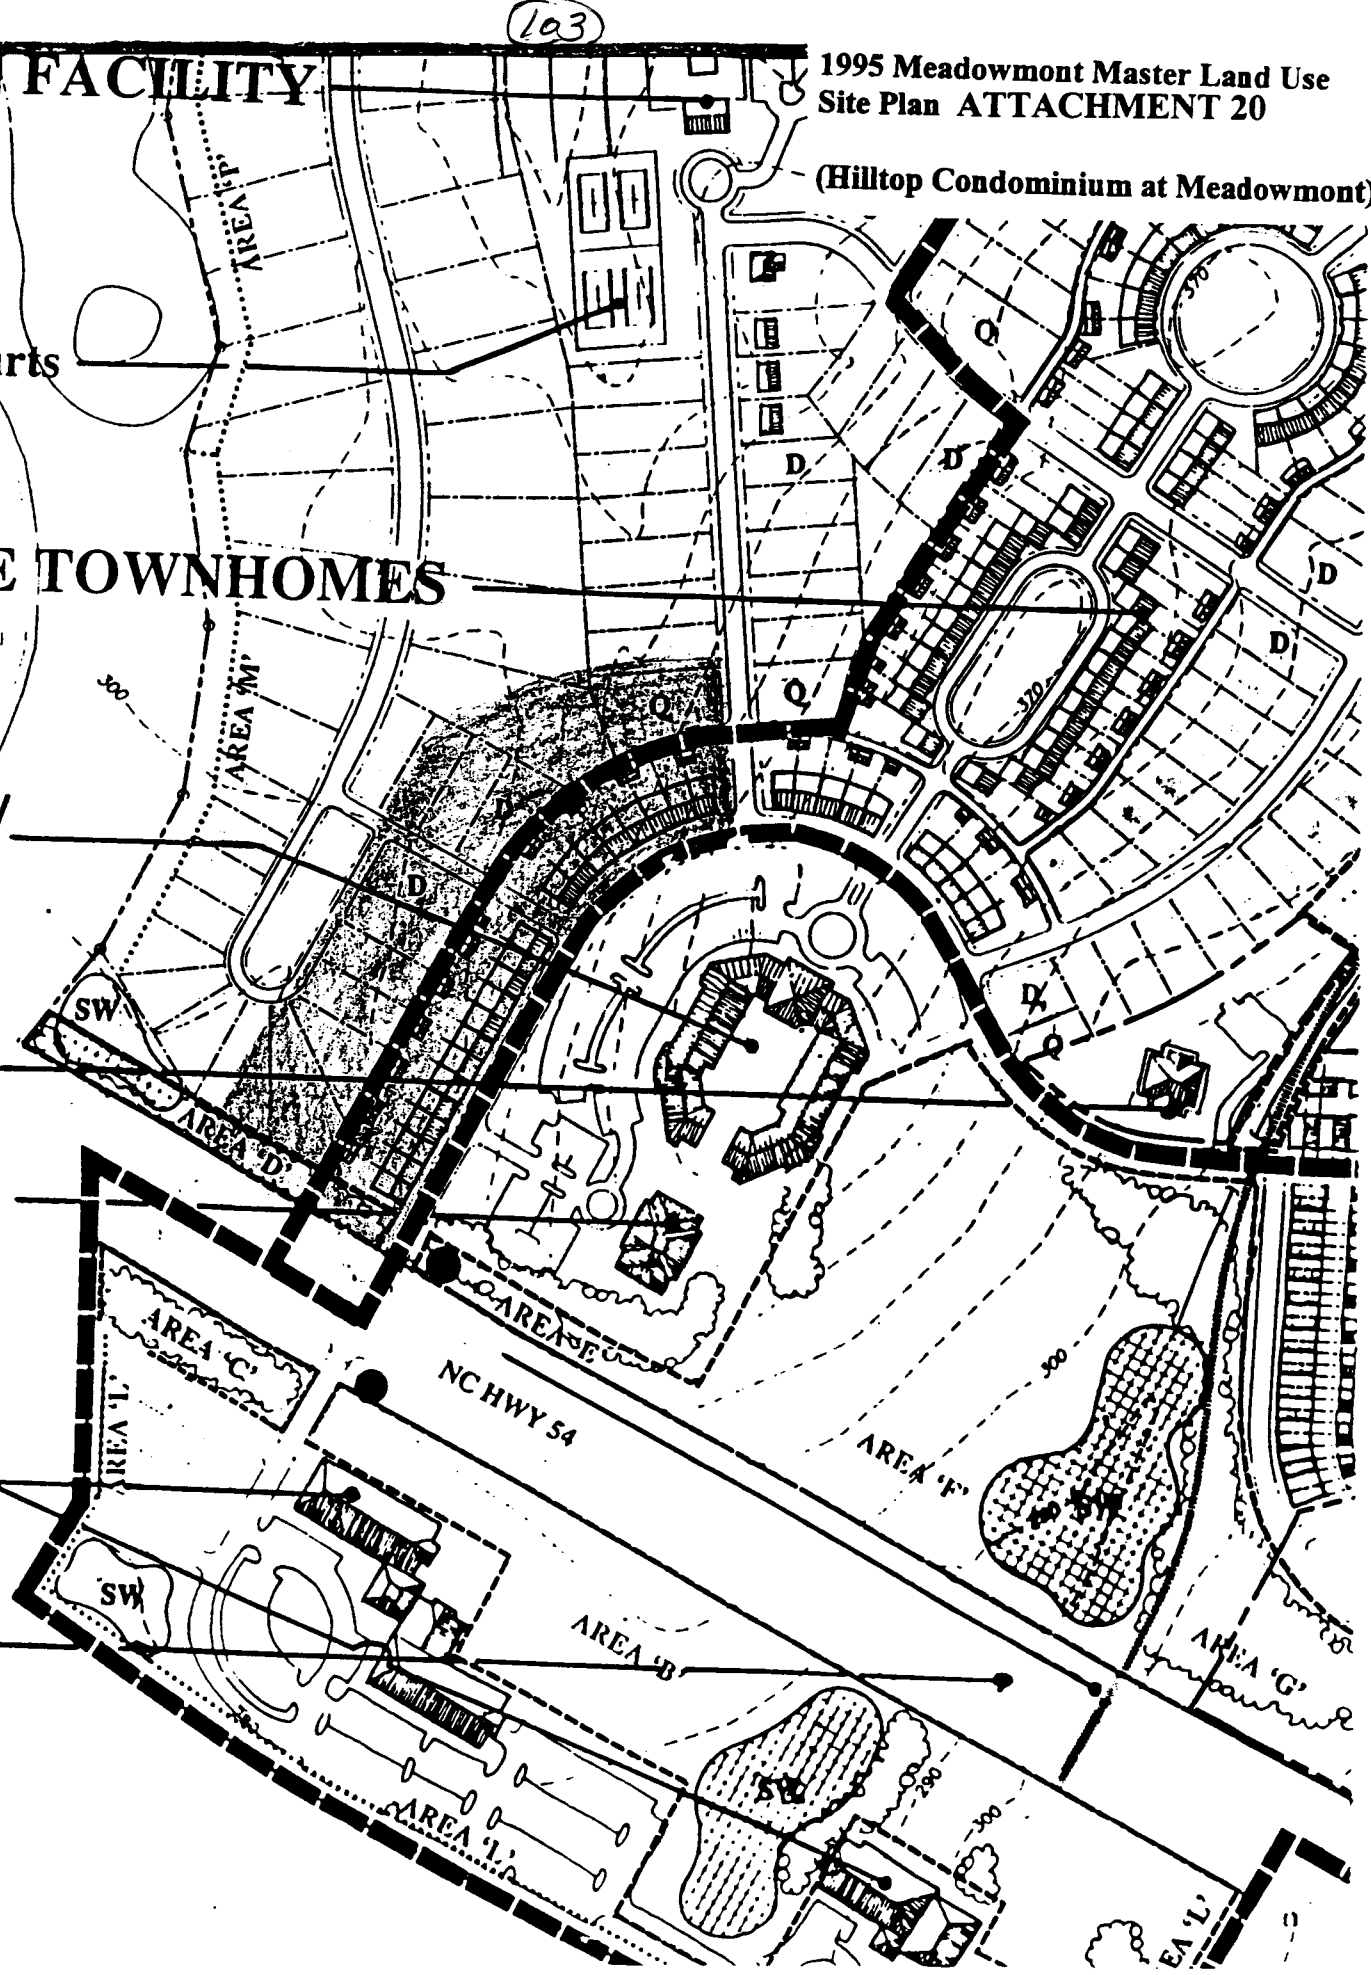 103
FACILITY
1995 Meadowmont Master Land Use
Site Plan ATTACHMENT 20
(Hilltop Condominium at Meadowmont)
AREA 'P'
370
Q
rts
D
D
E TOWNHOMES
D
D
300
AREA 'M'
Q
Q
370
D
D
SW
D
Q
AREA 'D'
AREA 'C'
AREA 'E'
300
AREA 'L'
NC HWY 54
AREA 'F'
SW
SW
AREA 'B'
AREA 'G'
SW
290
300
AREA 'L'
EA 'L'